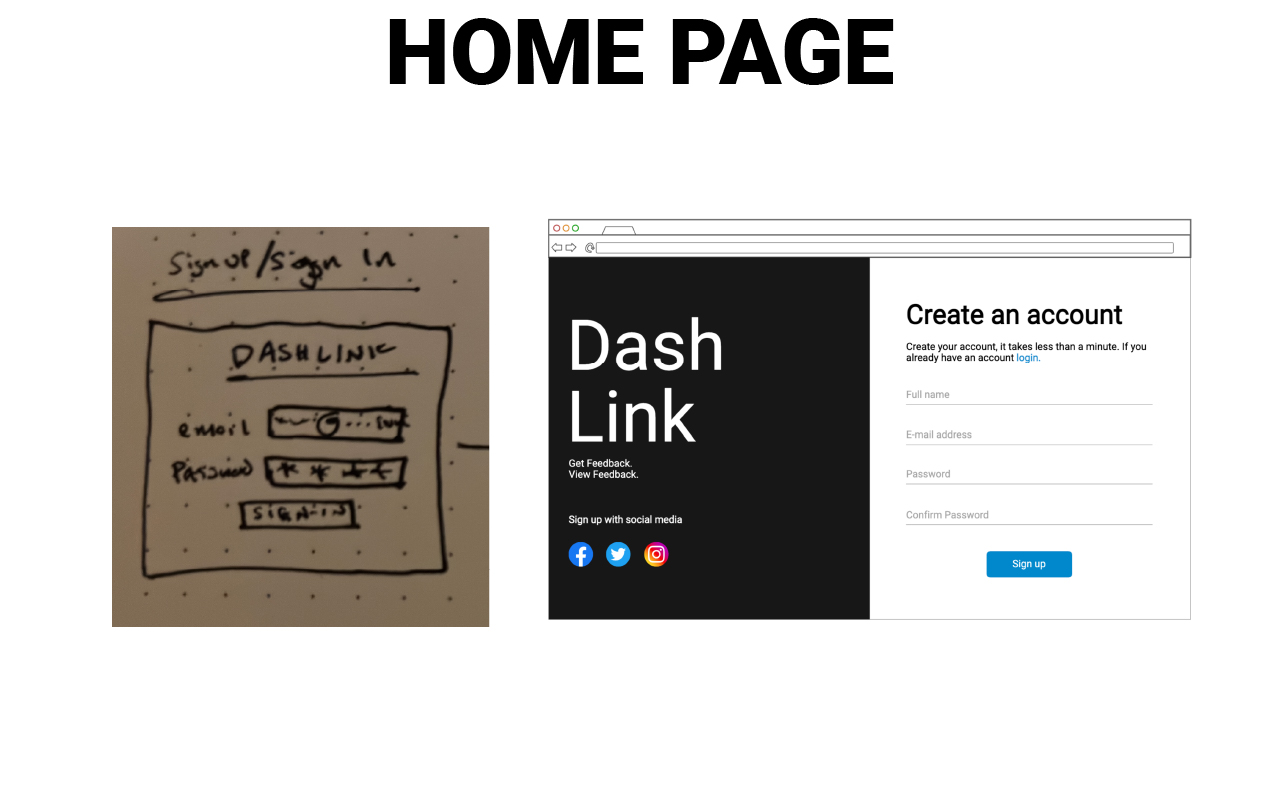 HOME PAGE
Sign up/Sign In
DASHLINK
email
Password * * * *
SIGN IN
Dash
Link
Get Feedback.
View Feedback.
Sign up with social media
Create an account
Create your account, it takes less than a minute. If you
already have an account login.
Full name
E-mail address
Password
Confirm Password
Sign up